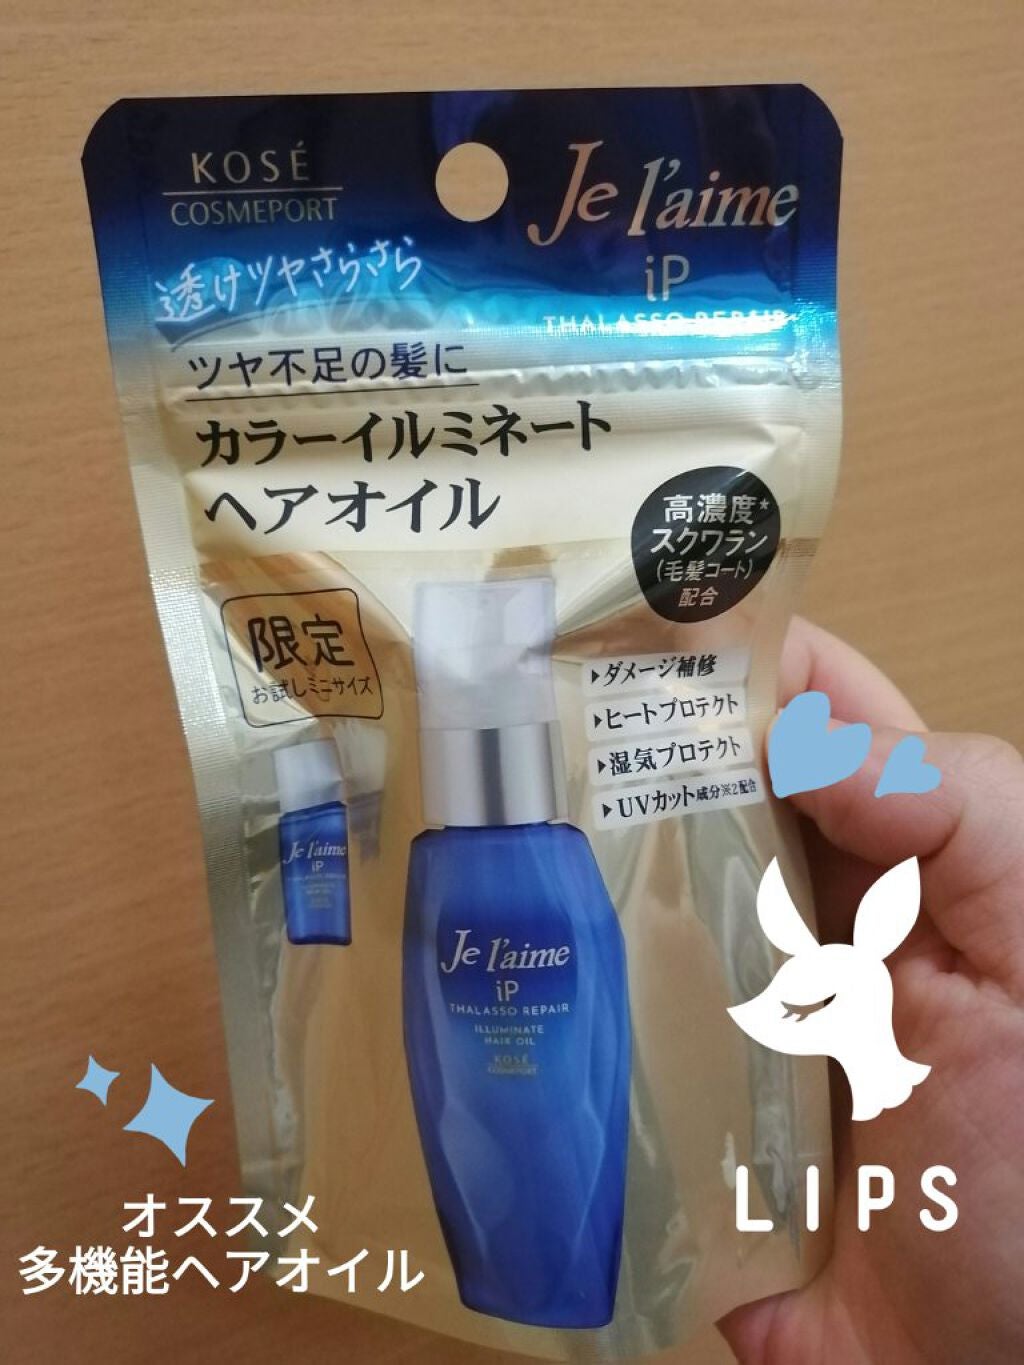 KOSÉ
COSMEPORT
Je l'aime
iP
THALASSO REPAIR
透けツヤさらさら
ツヤ不足の髪に
カラーイルミネート
ヘアオイル
高濃度*
スクワラン
(毛髪コート)
配合
限定
お試しミニサイズ
▶ダメージ補修
▶ヒートプロテクト
▶湿気プロテクト
▶UVカット成分※2配合
Je l'aime
iP
Je l'aime
iP
THALASSO REPAIR
ILLUMINATE
HAIR OIL
KOSÉ
COSMEPORT
LIPS
オススメ
多機能ヘアオイル